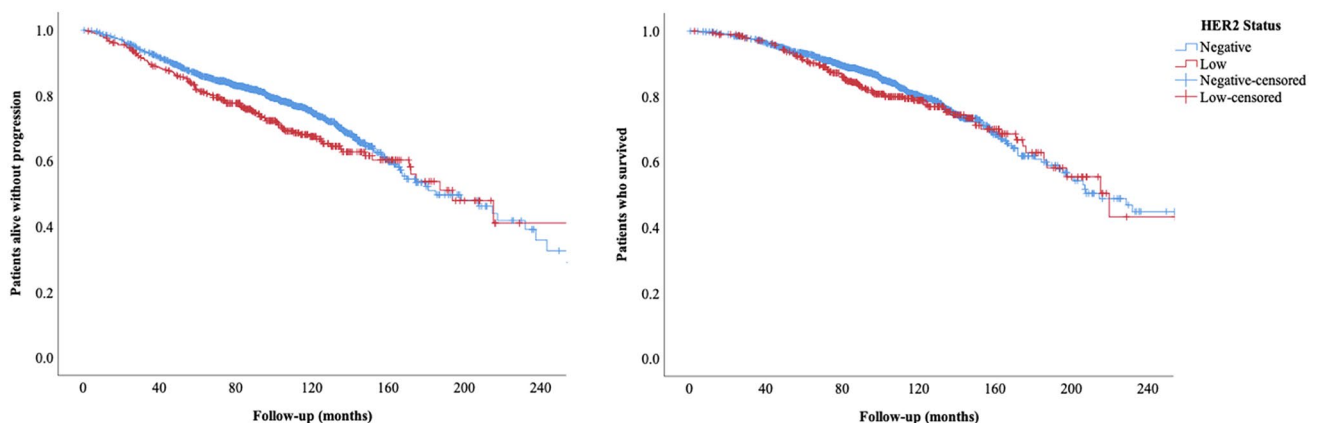 Patients alive without progression
1.0
0.8
0.6
0.4
0.2
0.0
0 40 80 120 160 200 240
Follow-up (months)
Patients who survived
1.0
0.8
0.6
0.4
0.2
0.0
0 40 80 120 160 200 240
Follow-up (months)
HER2 Status
Negative
Low
Negative-censored
Low-censored